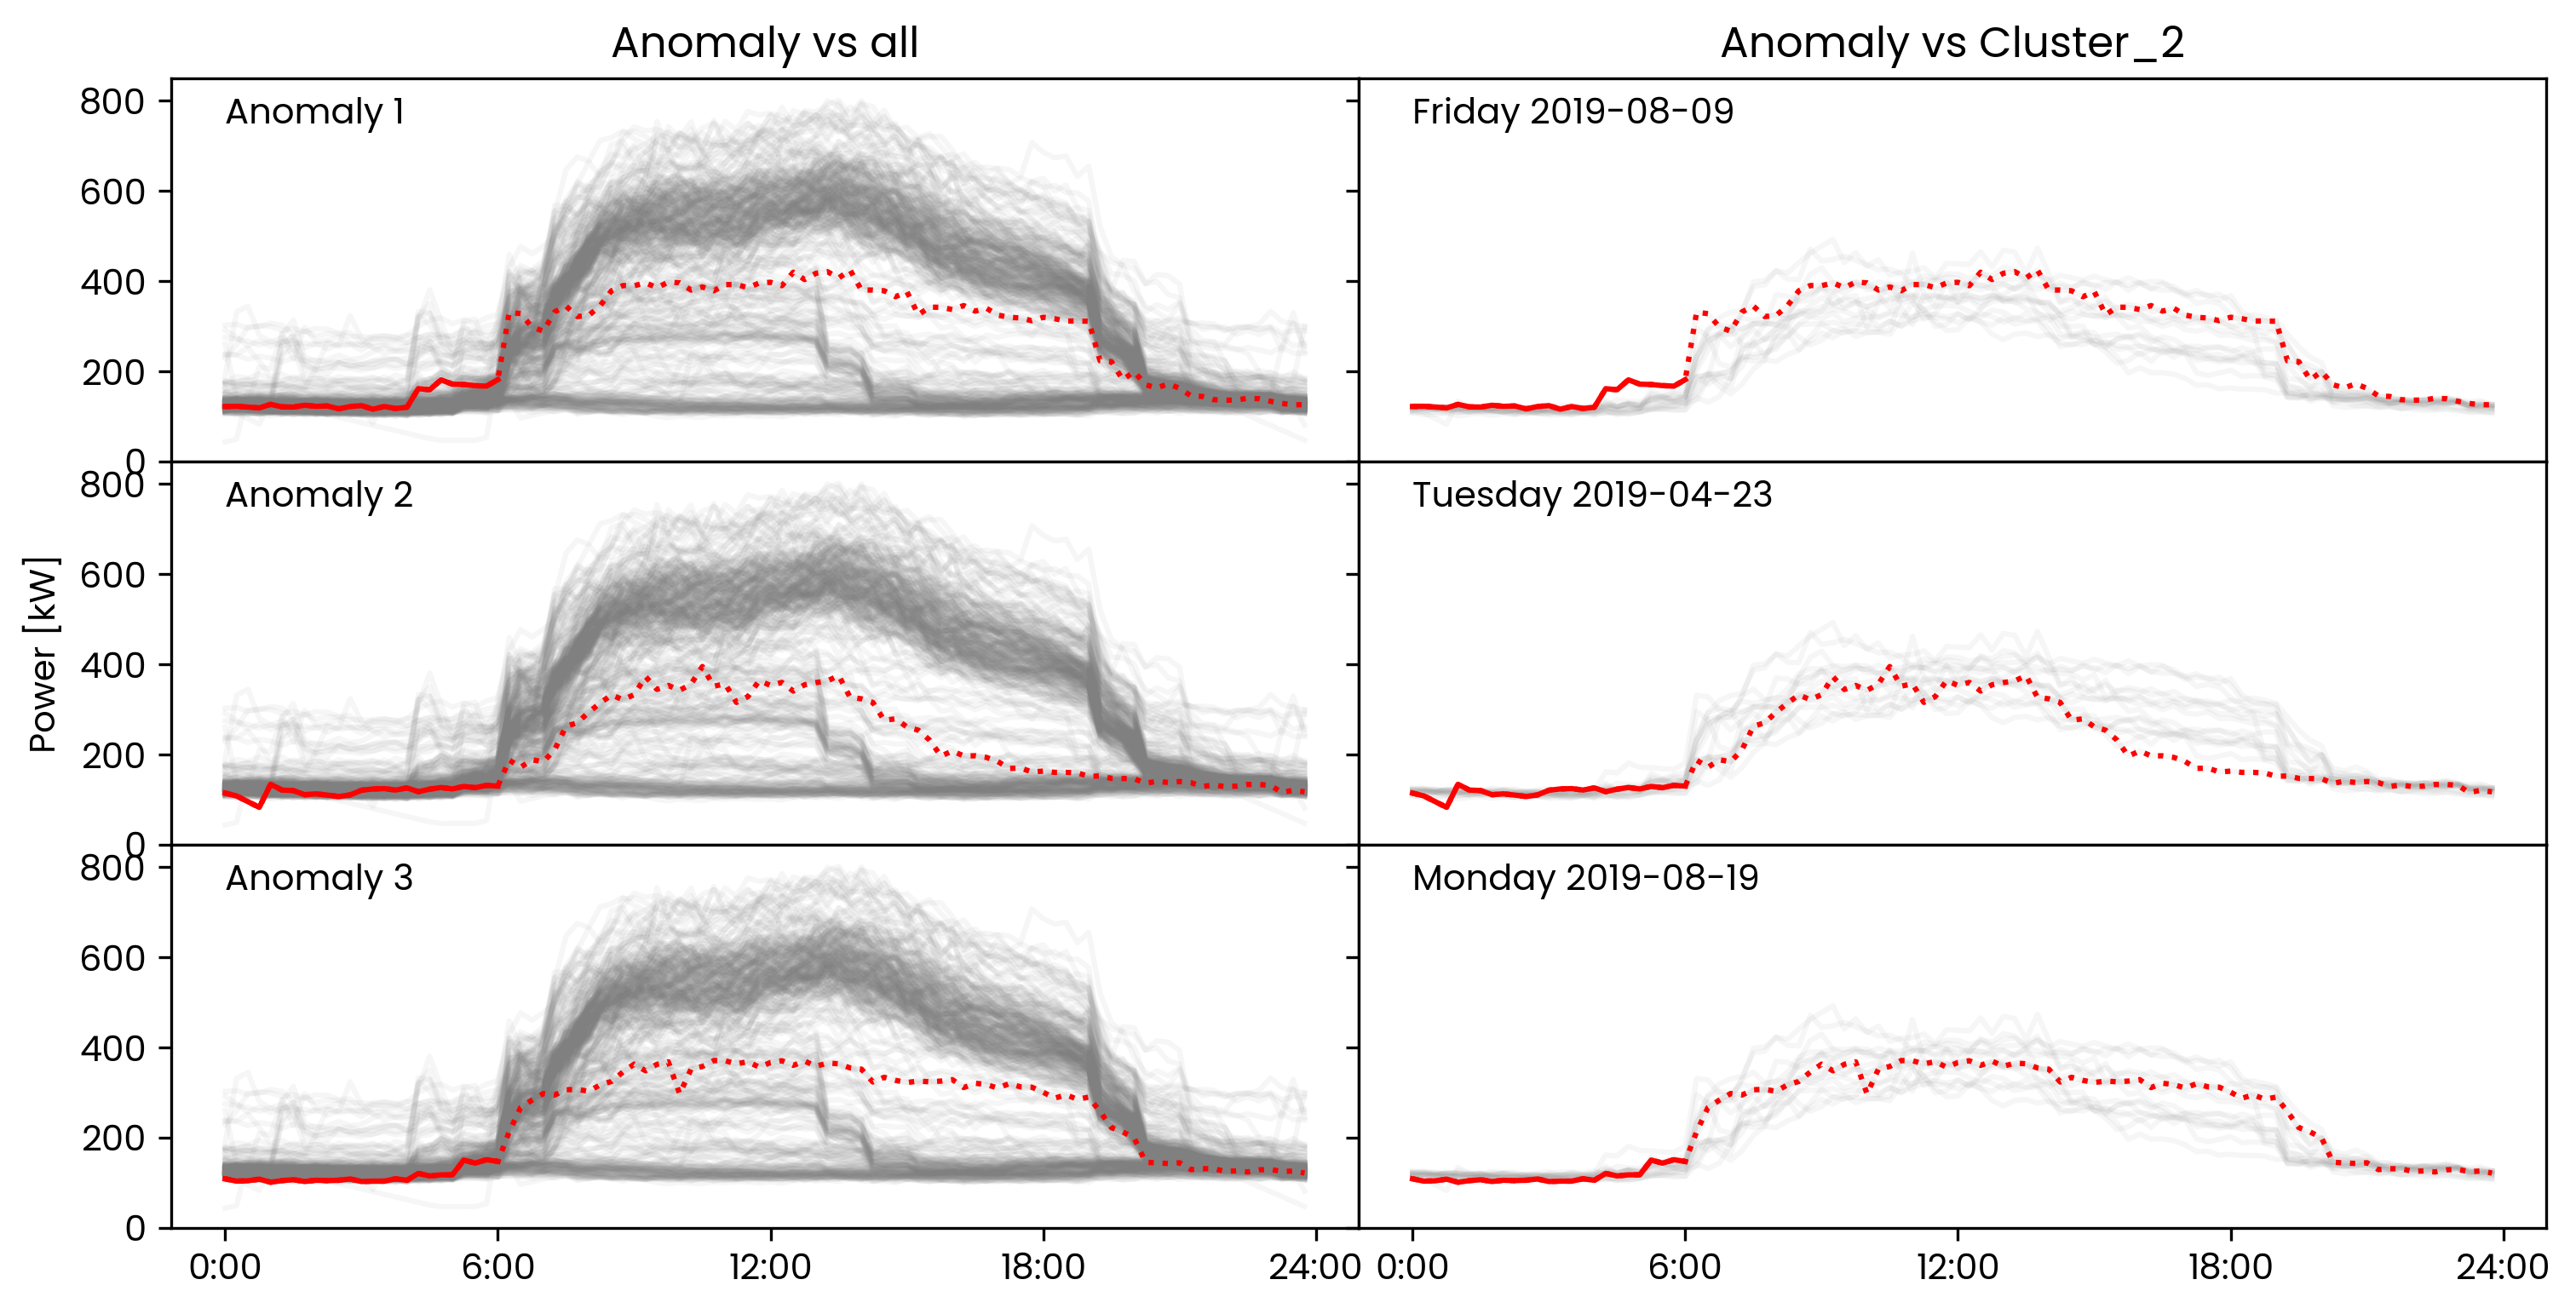 Anomaly vs all
Anomaly vs Cluster_2
800
600
400
200
0
Anomaly 1
Friday 2019-08-09
800
600
400
200
0
Anomaly 2
Tuesday 2019-04-23
Power [kW]
800
600
400
200
0
Anomaly 3
Monday 2019-08-19
0:00 6:00 12:00 18:00 24:00
0:00 6:00 12:00 18:00 24:00